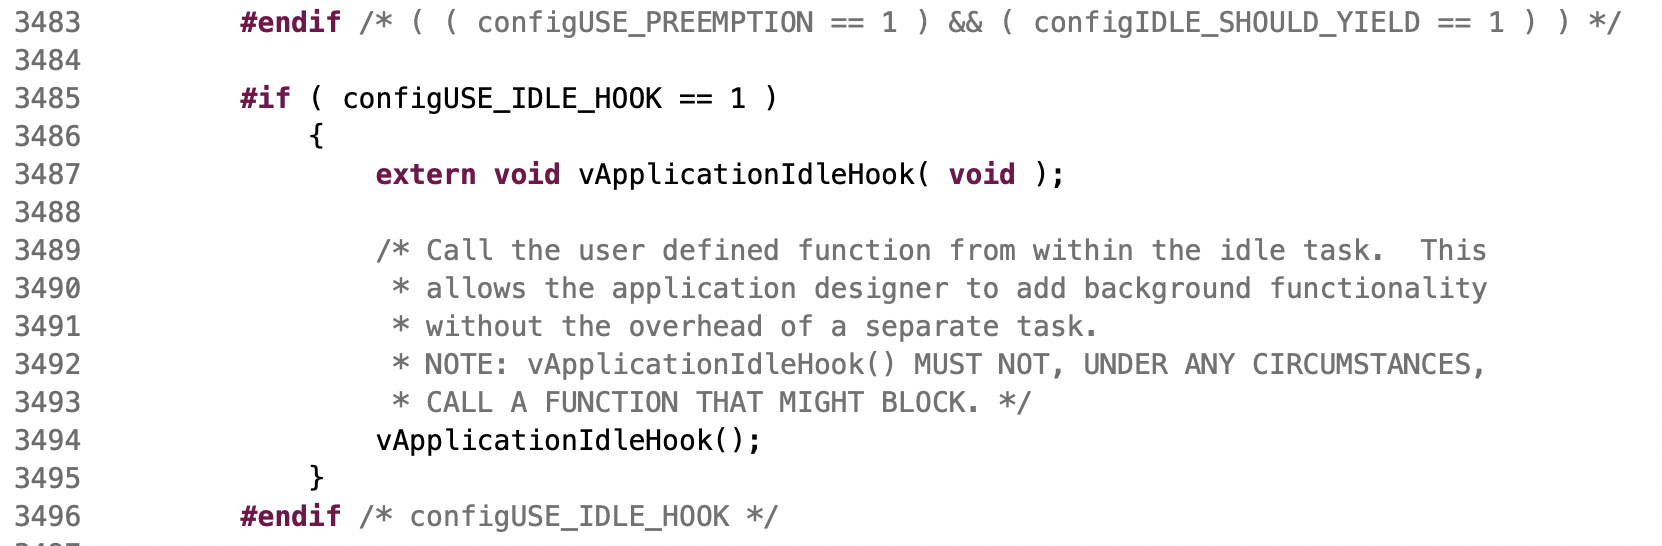 3483 #endif /* ( ( configUSE_PREEMPTION == 1 ) && ( configIDLE_SHOULD_YIELD == 1 ) ) */
3484
3485 #if ( configUSE_IDLE_HOOK == 1 )
3486 {
3487 extern void vApplicationIdleHook( void );
3488
3489 /* Call the user defined function from within the idle task.  This
3490 * allows the application designer to add background functionality
3491 * without the overhead of a separate task.
3492 * NOTE: vApplicationIdleHook() MUST NOT, UNDER ANY CIRCUMSTANCES,
3493 * CALL A FUNCTION THAT MIGHT BLOCK. */
3494 vApplicationIdleHook();
3495 }
3496 #endif /* configUSE_IDLE_HOOK */